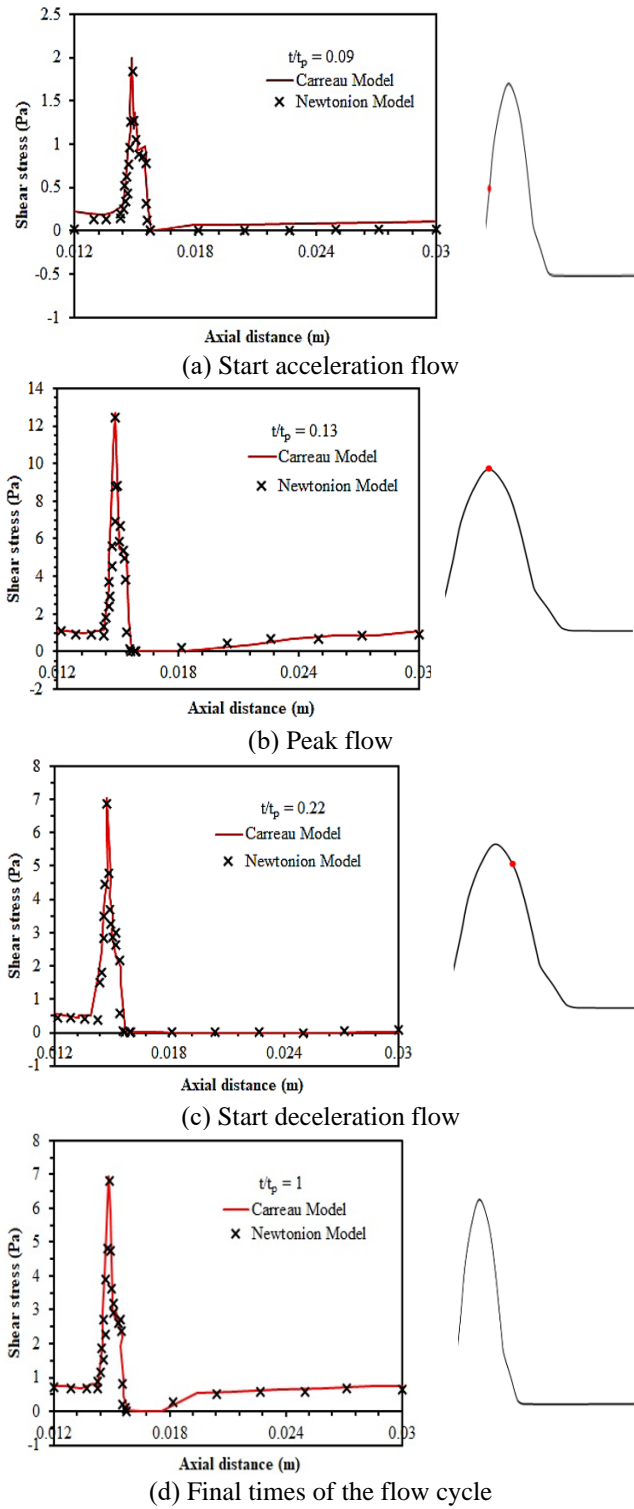 2.5
2
1.5
1
0.5
0
-0.5
-1
0.012
0.018
0.024
0.03
Shear stress (Pa)
Axial distance (m)
t/tp = 0.09
Carreau Model
Newtonion Model
(a) Start acceleration flow
14
12
10
8
6
4
2
0
-2
0.012
0.018
0.024
0.03
Shear stress (Pa)
Axial distance (m)
t/tp = 0.13
Carreau Model
Newtonion Model
(b) Peak flow
8
7
6
5
4
3
2
1
0
-1
0.012
0.018
0.024
0.03
Shear stress (Pa)
Axial distance (m)
t/tp = 0.22
Carreau Model
Newtonion Model
(c) Start deceleration flow
8
7
6
5
4
3
2
1
0
-1
0.012
0.018
0.024
0.03
Shear stress (Pa)
Axial distance (m)
t/tp = 1
Carreau Model
Newtonion Model
(d) Final times of the flow cycle